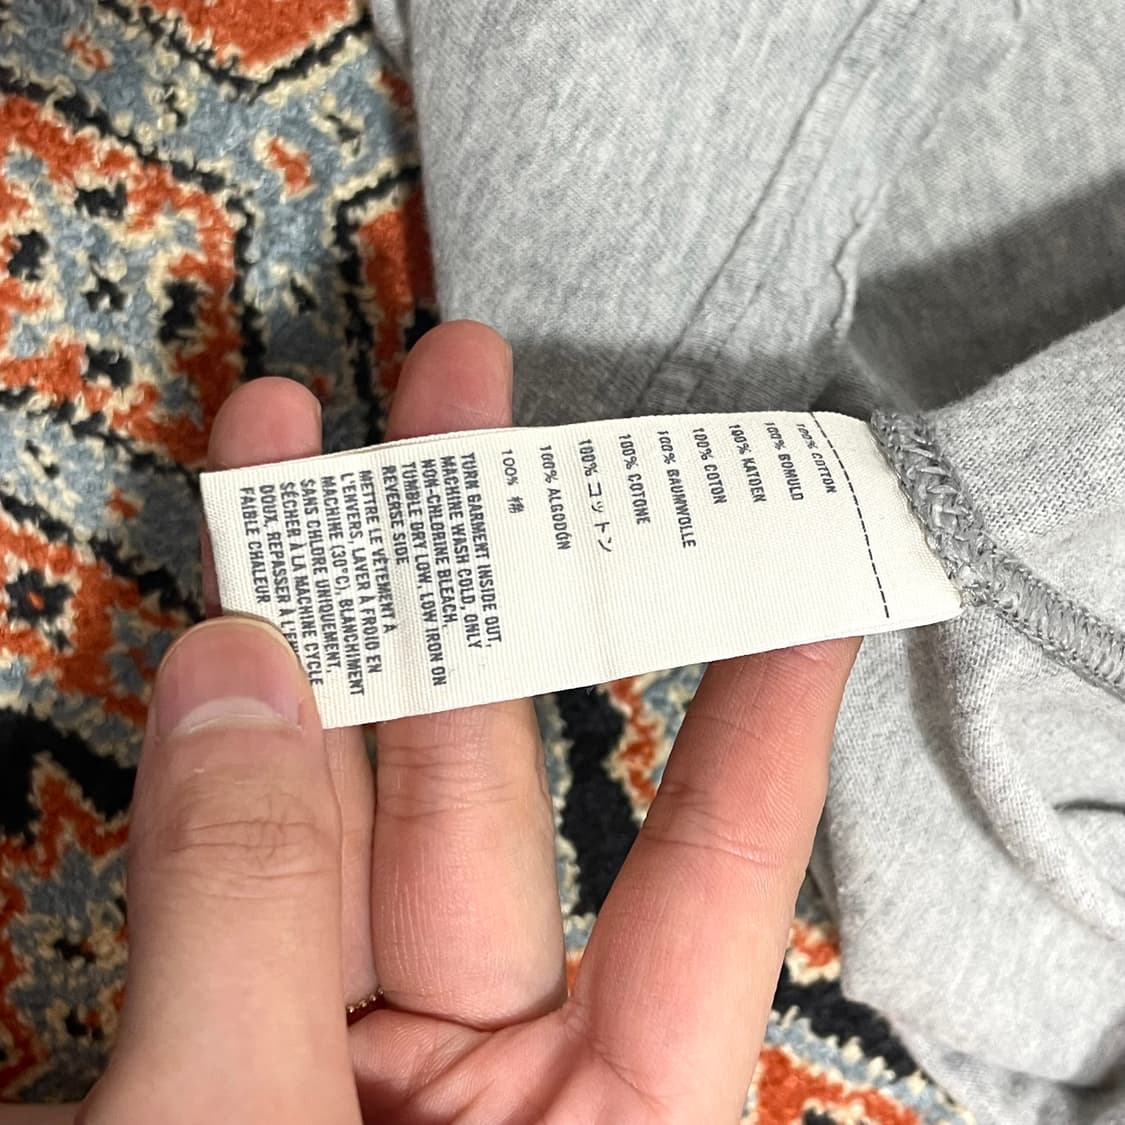 100% COTTON
100% BOMULD
100% KATOEN
100% COTON
100% BAUMWOLLE
100% COTONE
100% コットン
100% ALGODÓN
100% 棉
TURN GARMENT INSIDE OUT,
MACHINE WASH COLD, ONLY
NON-CHLORINE BLEACH,
TUMBLE DRY LOW, LOW IRON ON
REVERSE SIDE
METTRE LE VÊTEMENT À
L'ENVERS, LAVER À FROID EN
MACHINE (30°C), BLANCHIMENT
SANS CHLORE UNIQUEMENT,
SÉCHER À LA MACHINE CYCLE
DOUX, REPASSER À
FAIBLE CHALEUR